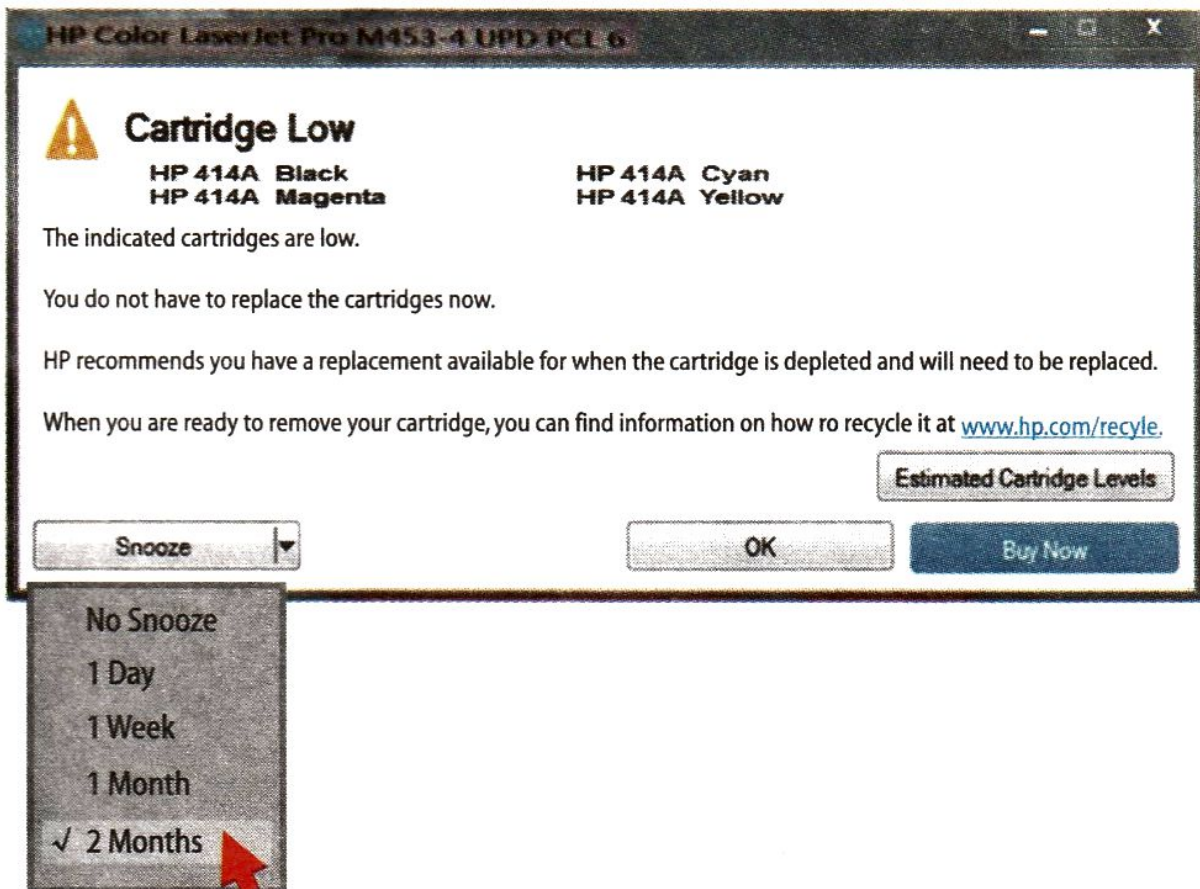 HP Color LaserJet Pro M453-4 UPD PCL 6
Cartridge Low
HP 414A Black HP 414A Cyan
HP 414A Magenta HP 414A Yellow
The indicated cartridges are low.
You do not have to replace the cartridges now.
HP recommends you have a replacement available for when the cartridge is depleted and will need to be replaced.
When you are ready to remove your cartridge, you can find information on how ro recycle it at www.hp.com/recyle.
Estimated Cartridge Levels
Snooze OK Buy Now
No Snooze
1 Day
1 Week
1 Month
√ 2 Months